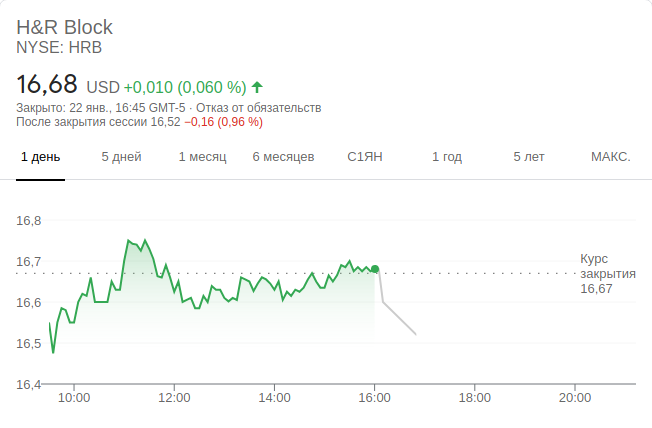 H&R Block
NYSE: HRB
16,68 USD +0,010 (0,060 %)
Закрыто: 22 янв., 16:45 GMT-5 · Отказ от обязательств
После закрытия сессии 16,52 −0,16 (0,96 %)
1 день 5 дней 1 месяц 6 месяцев С1ЯН 1 год 5 лет МАКС.
16,8
16,7
16,6
16,5
16,4
Курс
закрытия
16,67
10:00 12:00 14:00 16:00 18:00 20:00